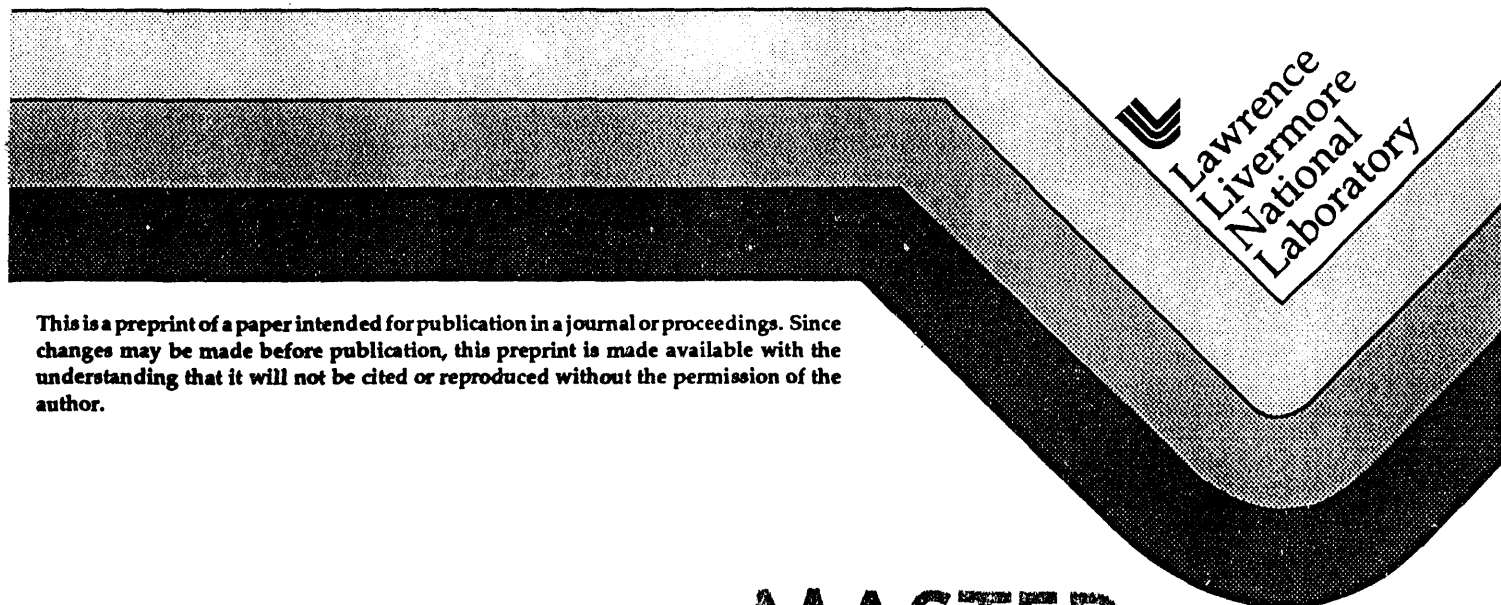 Lawrence
Livermore
National
Laboratory
This is a preprint of a paper intended for publication in a journal or proceedings. Since
changes may be made before publication, this preprint is made available with the
understanding that it will not be cited or reproduced without the permission of the
author.
MASTER